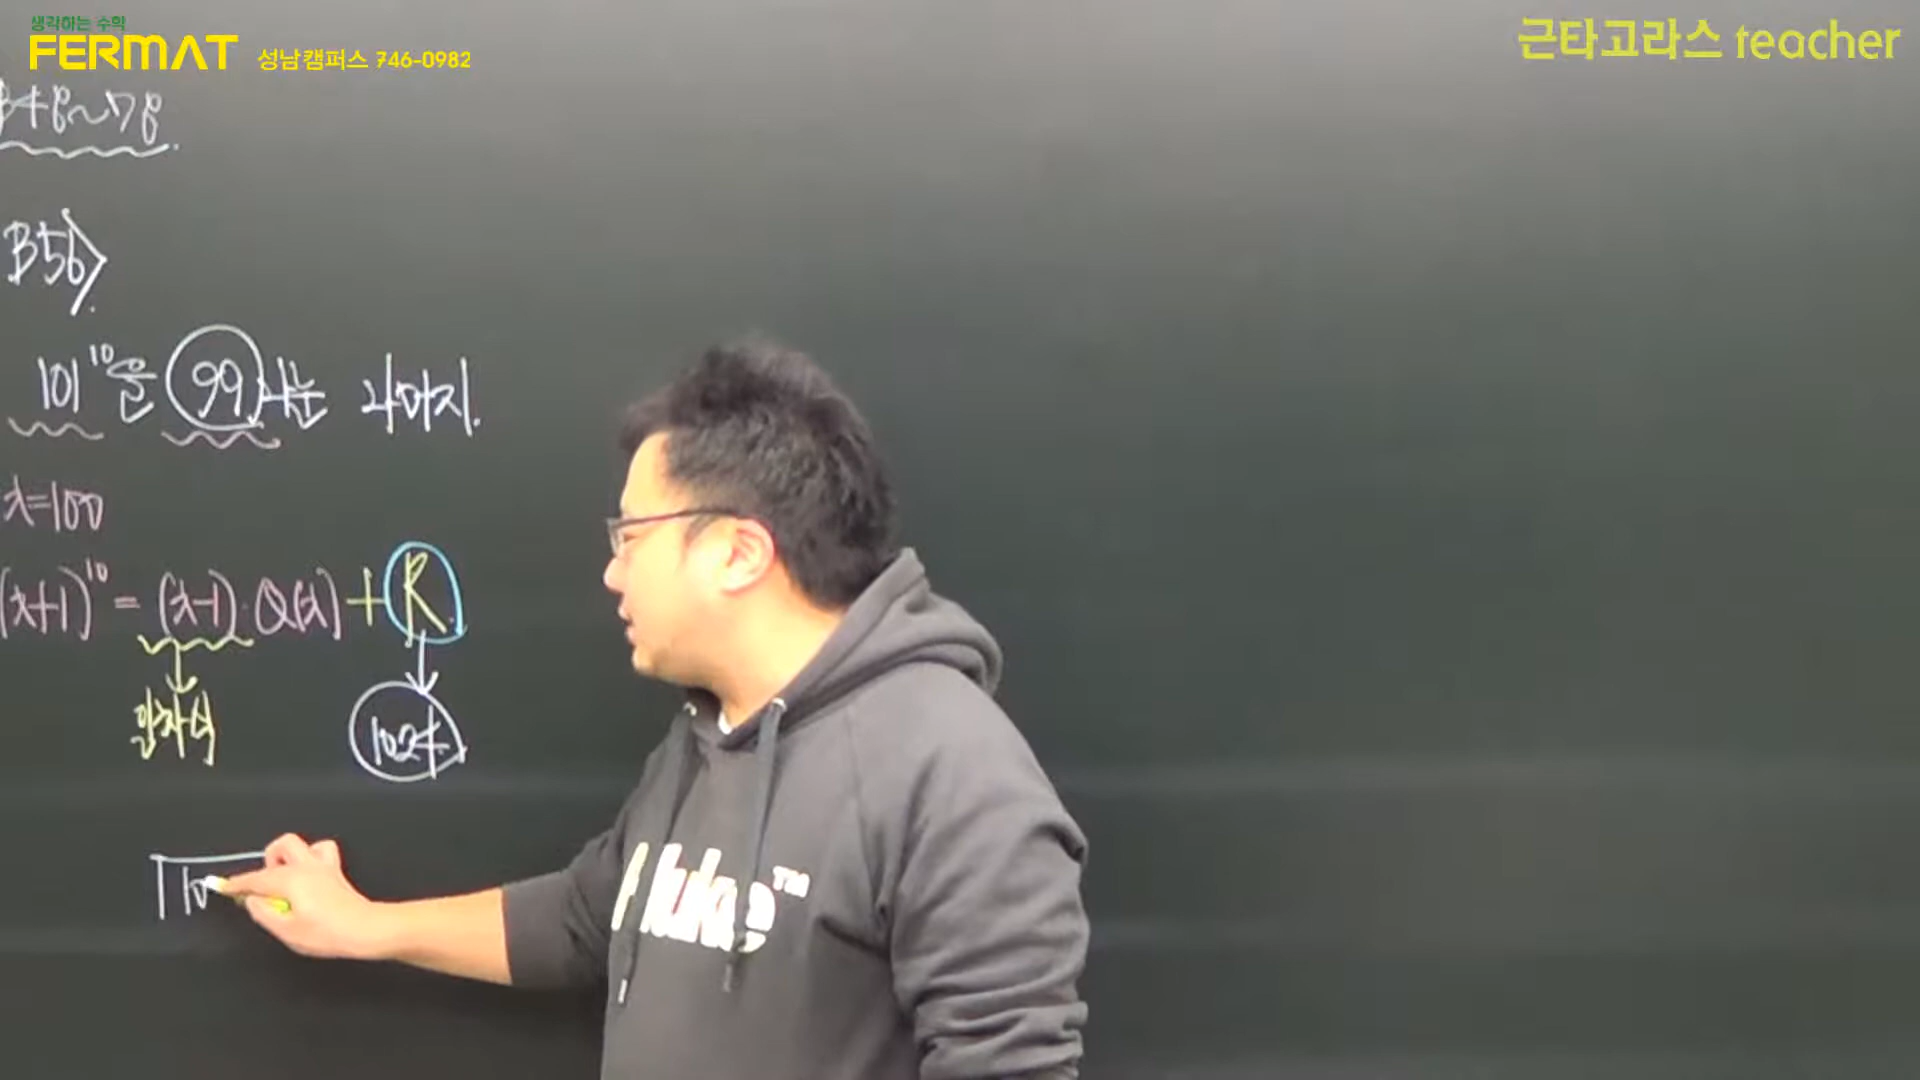 생각하는 수학
FERMAT 성남캠퍼스 746-0982
근타고라스 teacher
B56
101¹⁰을 99나눈 나머지.
x=100
(x+1)¹⁰ = (x-1)·Q(x)+R.
일차식
1024.
10
TM